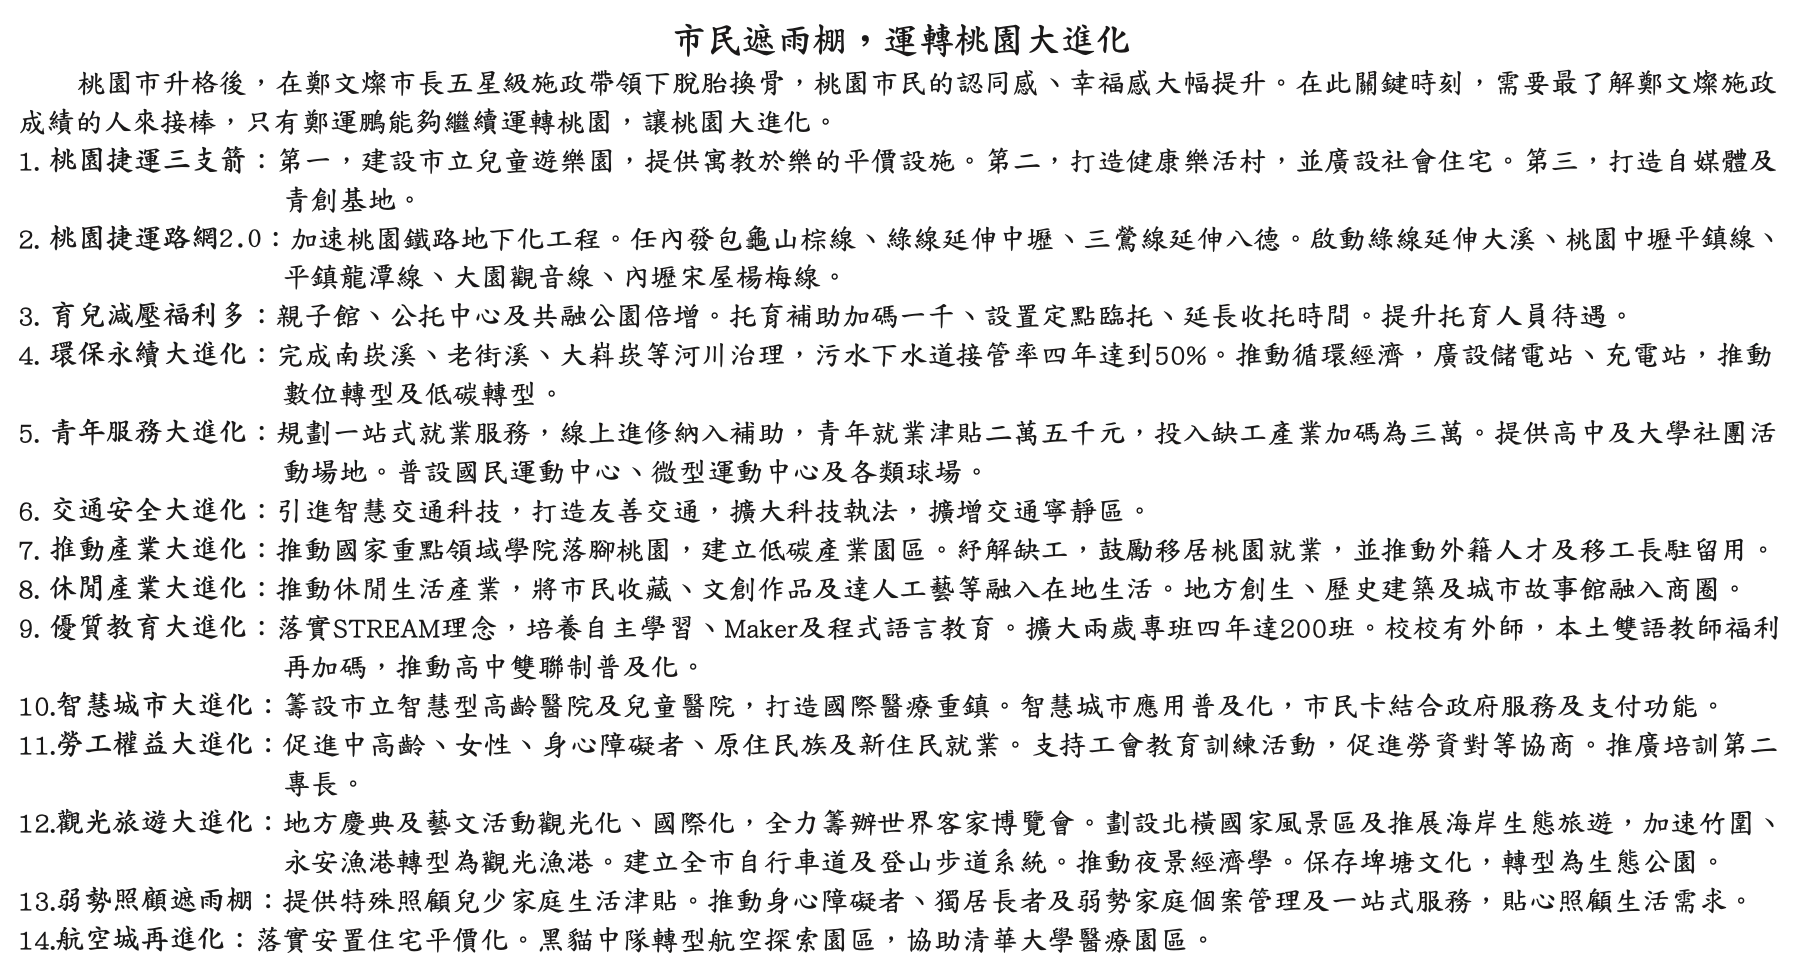 市民遮雨棚，運轉桃園大進化
桃園市升格後，在鄭文燦市長五星級施政帶領下脫胎換骨，桃園市民的認同感、幸福感大幅提升。在此關鍵時刻，需要最了解鄭文燦施政
成績的人來接棒，只有鄭運鵬能夠繼續運轉桃園，讓桃園大進化。
1. 桃園捷運三支箭：第一，建設市立兒童遊樂園，提供寓教於樂的平價設施。第二，打造健康樂活村，並廣設社會住宅。第三，打造自媒體及
青創基地。
2. 桃園捷運路網2.0：加速桃園鐵路地下化工程。任內發包龜山棕線、綠線延伸中壢、三鶯線延伸八德。啟動綠線延伸大溪、桃園中壢平鎮線、
平鎮龍潭線、大園觀音線、內壢宋屋楊梅線。
3. 育兒減壓福利多：親子館、公托中心及共融公園倍增。托育補助加碼一千、設置定點臨托、延長收托時間。提升托育人員待遇。
4. 環保永續大進化：完成南崁溪、老街溪、大嵙崁等河川治理，污水下水道接管率四年達到50%。推動循環經濟，廣設儲電站、充電站，推動
數位轉型及低碳轉型。
5. 青年服務大進化：規劃一站式就業服務，線上進修納入補助，青年就業津貼二萬五千元，投入缺工產業加碼為三萬。提供高中及大學社團活
動場地。普設國民運動中心、微型運動中心及各類球場。
6. 交通安全大進化：引進智慧交通科技，打造友善交通，擴大科技執法，擴增交通寧靜區。
7. 推動產業大進化：推動國家重點領域學院落腳桃園，建立低碳產業園區。紓解缺工，鼓勵移居桃園就業，並推動外籍人才及移工長駐留用。
8. 休閒產業大進化：推動休閒生活產業，將市民收藏、文創作品及達人工藝等融入在地生活。地方創生、歷史建築及城市故事館融入商圈。
9. 優質教育大進化：落實STREAM理念，培養自主學習、Maker及程式語言教育。擴大兩歲專班四年達200班。校校有外師，本土雙語教師福利
再加碼，推動高中雙聯制普及化。
10.智慧城市大進化：籌設市立智慧型高齡醫院及兒童醫院，打造國際醫療重鎮。智慧城市應用普及化，市民卡結合政府服務及支付功能。
11.勞工權益大進化：促進中高齡、女性、身心障礙者、原住民族及新住民就業。支持工會教育訓練活動，促進勞資對等協商。推廣培訓第二
專長。
12.觀光旅遊大進化：地方慶典及藝文活動觀光化、國際化，全力籌辦世界客家博覽會。劃設北橫國家風景區及推展海岸生態旅遊，加速竹圍、
永安漁港轉型為觀光漁港。建立全市自行車道及登山步道系統。推動夜景經濟學。保存埤塘文化，轉型為生態公園。
13.弱勢照顧遮雨棚：提供特殊照顧兒少家庭生活津貼。推動身心障礙者、獨居長者及弱勢家庭個案管理及一站式服務，貼心照顧生活需求。
14.航空城再進化：落實安置住宅平價化。黑貓中隊轉型航空探索園區，協助清華大學醫療園區。